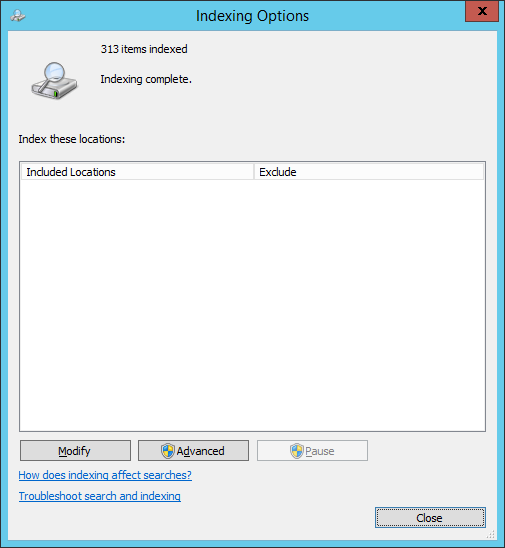 Indexing Options
x
313 items indexed
Indexing complete.
Index these locations:
Included Locations Exclude
Modify Advanced Pause
How does indexing affect searches?
Troubleshoot search and indexing
Close